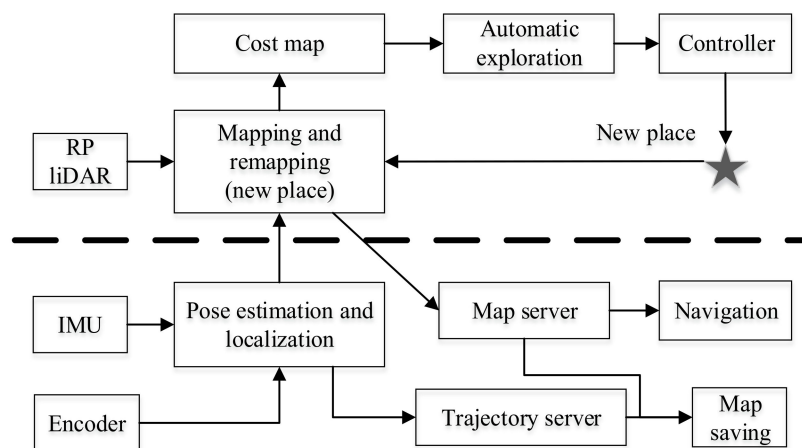 Cost map
Automatic
exploration
Controller
RP
liDAR
Mapping and
remapping
(new place)
New place
IMU
Pose estimation and
localization
Map server
Navigation
Encoder
Trajectory server
Map
saving